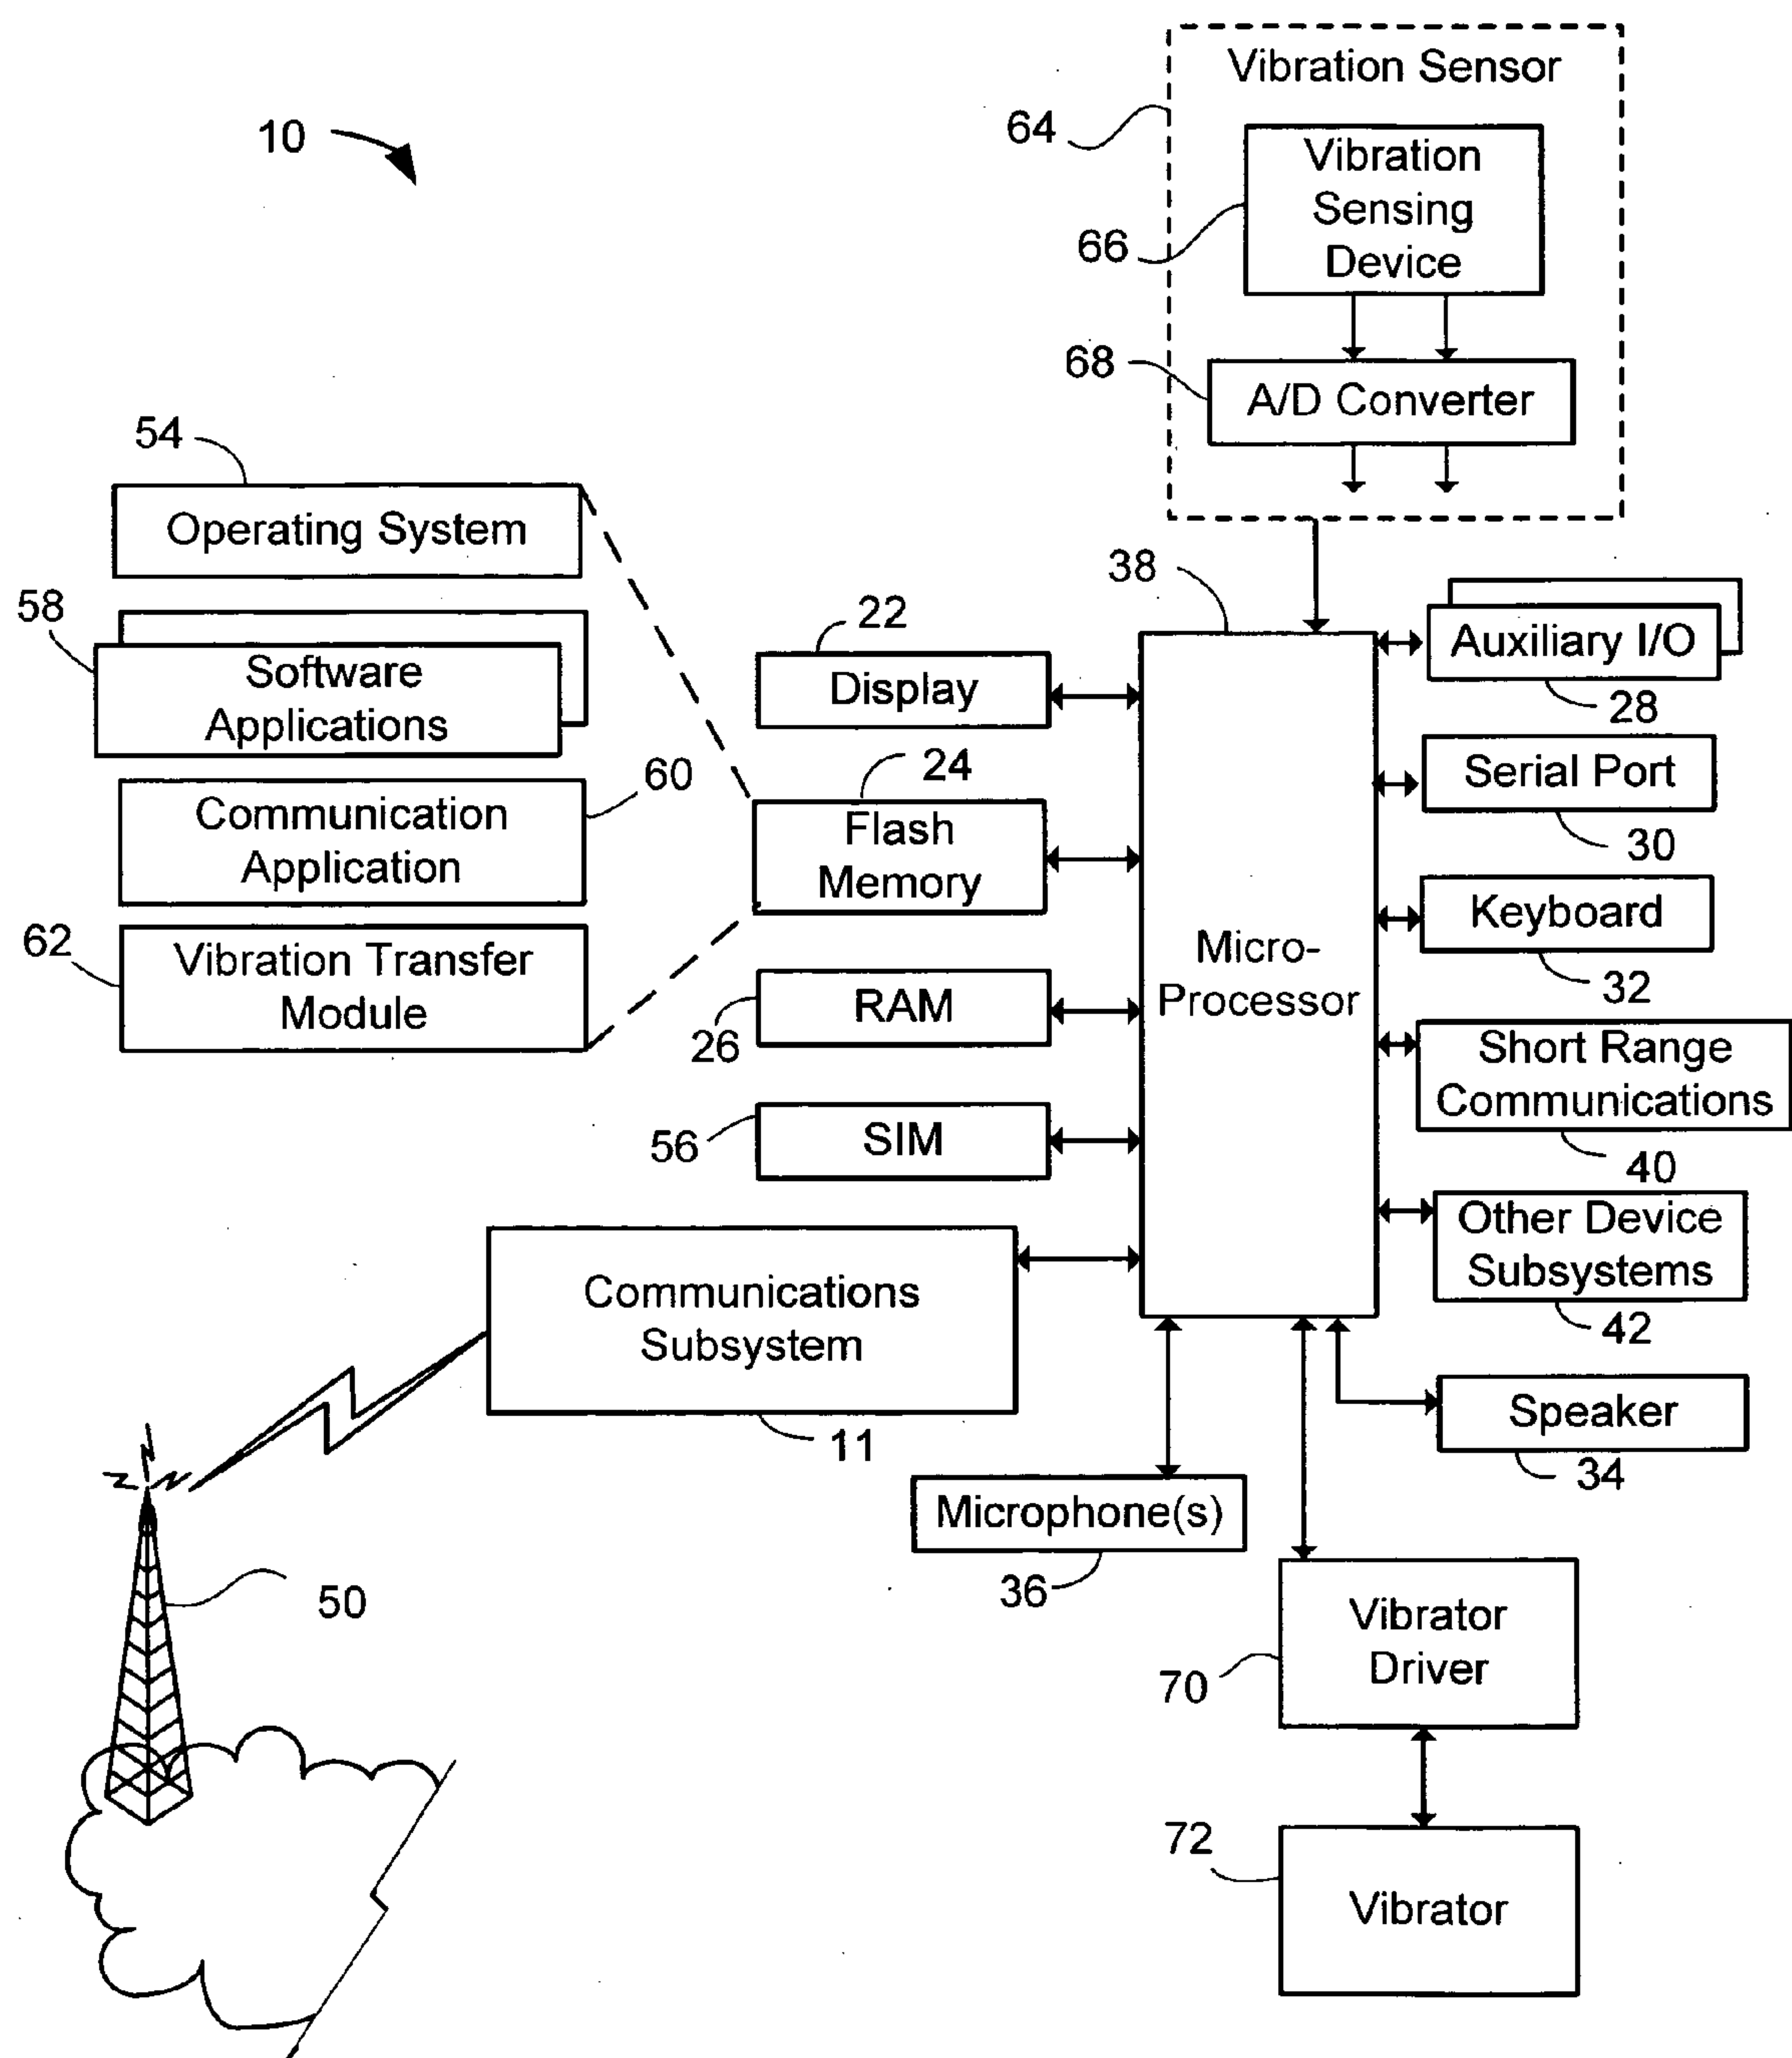 Vibration Sensor
10
64
Vibration
Sensing
Device
66
68
A/D Converter
54
Operating System
58
Software
Applications
60
Communication
Application
62
Vibration Transfer
Module
38
22
Display
24
Flash
Memory
RAM
26
SIM
56
Communications
Subsystem
11
Micro-
Processor
Auxiliary I/O
28
Serial Port
30
Keyboard
32
Short Range
Communications
40
Other Device
Subsystems
42
Speaker
34
Microphone(s)
36
50
Vibrator
Driver
70
72
Vibrator